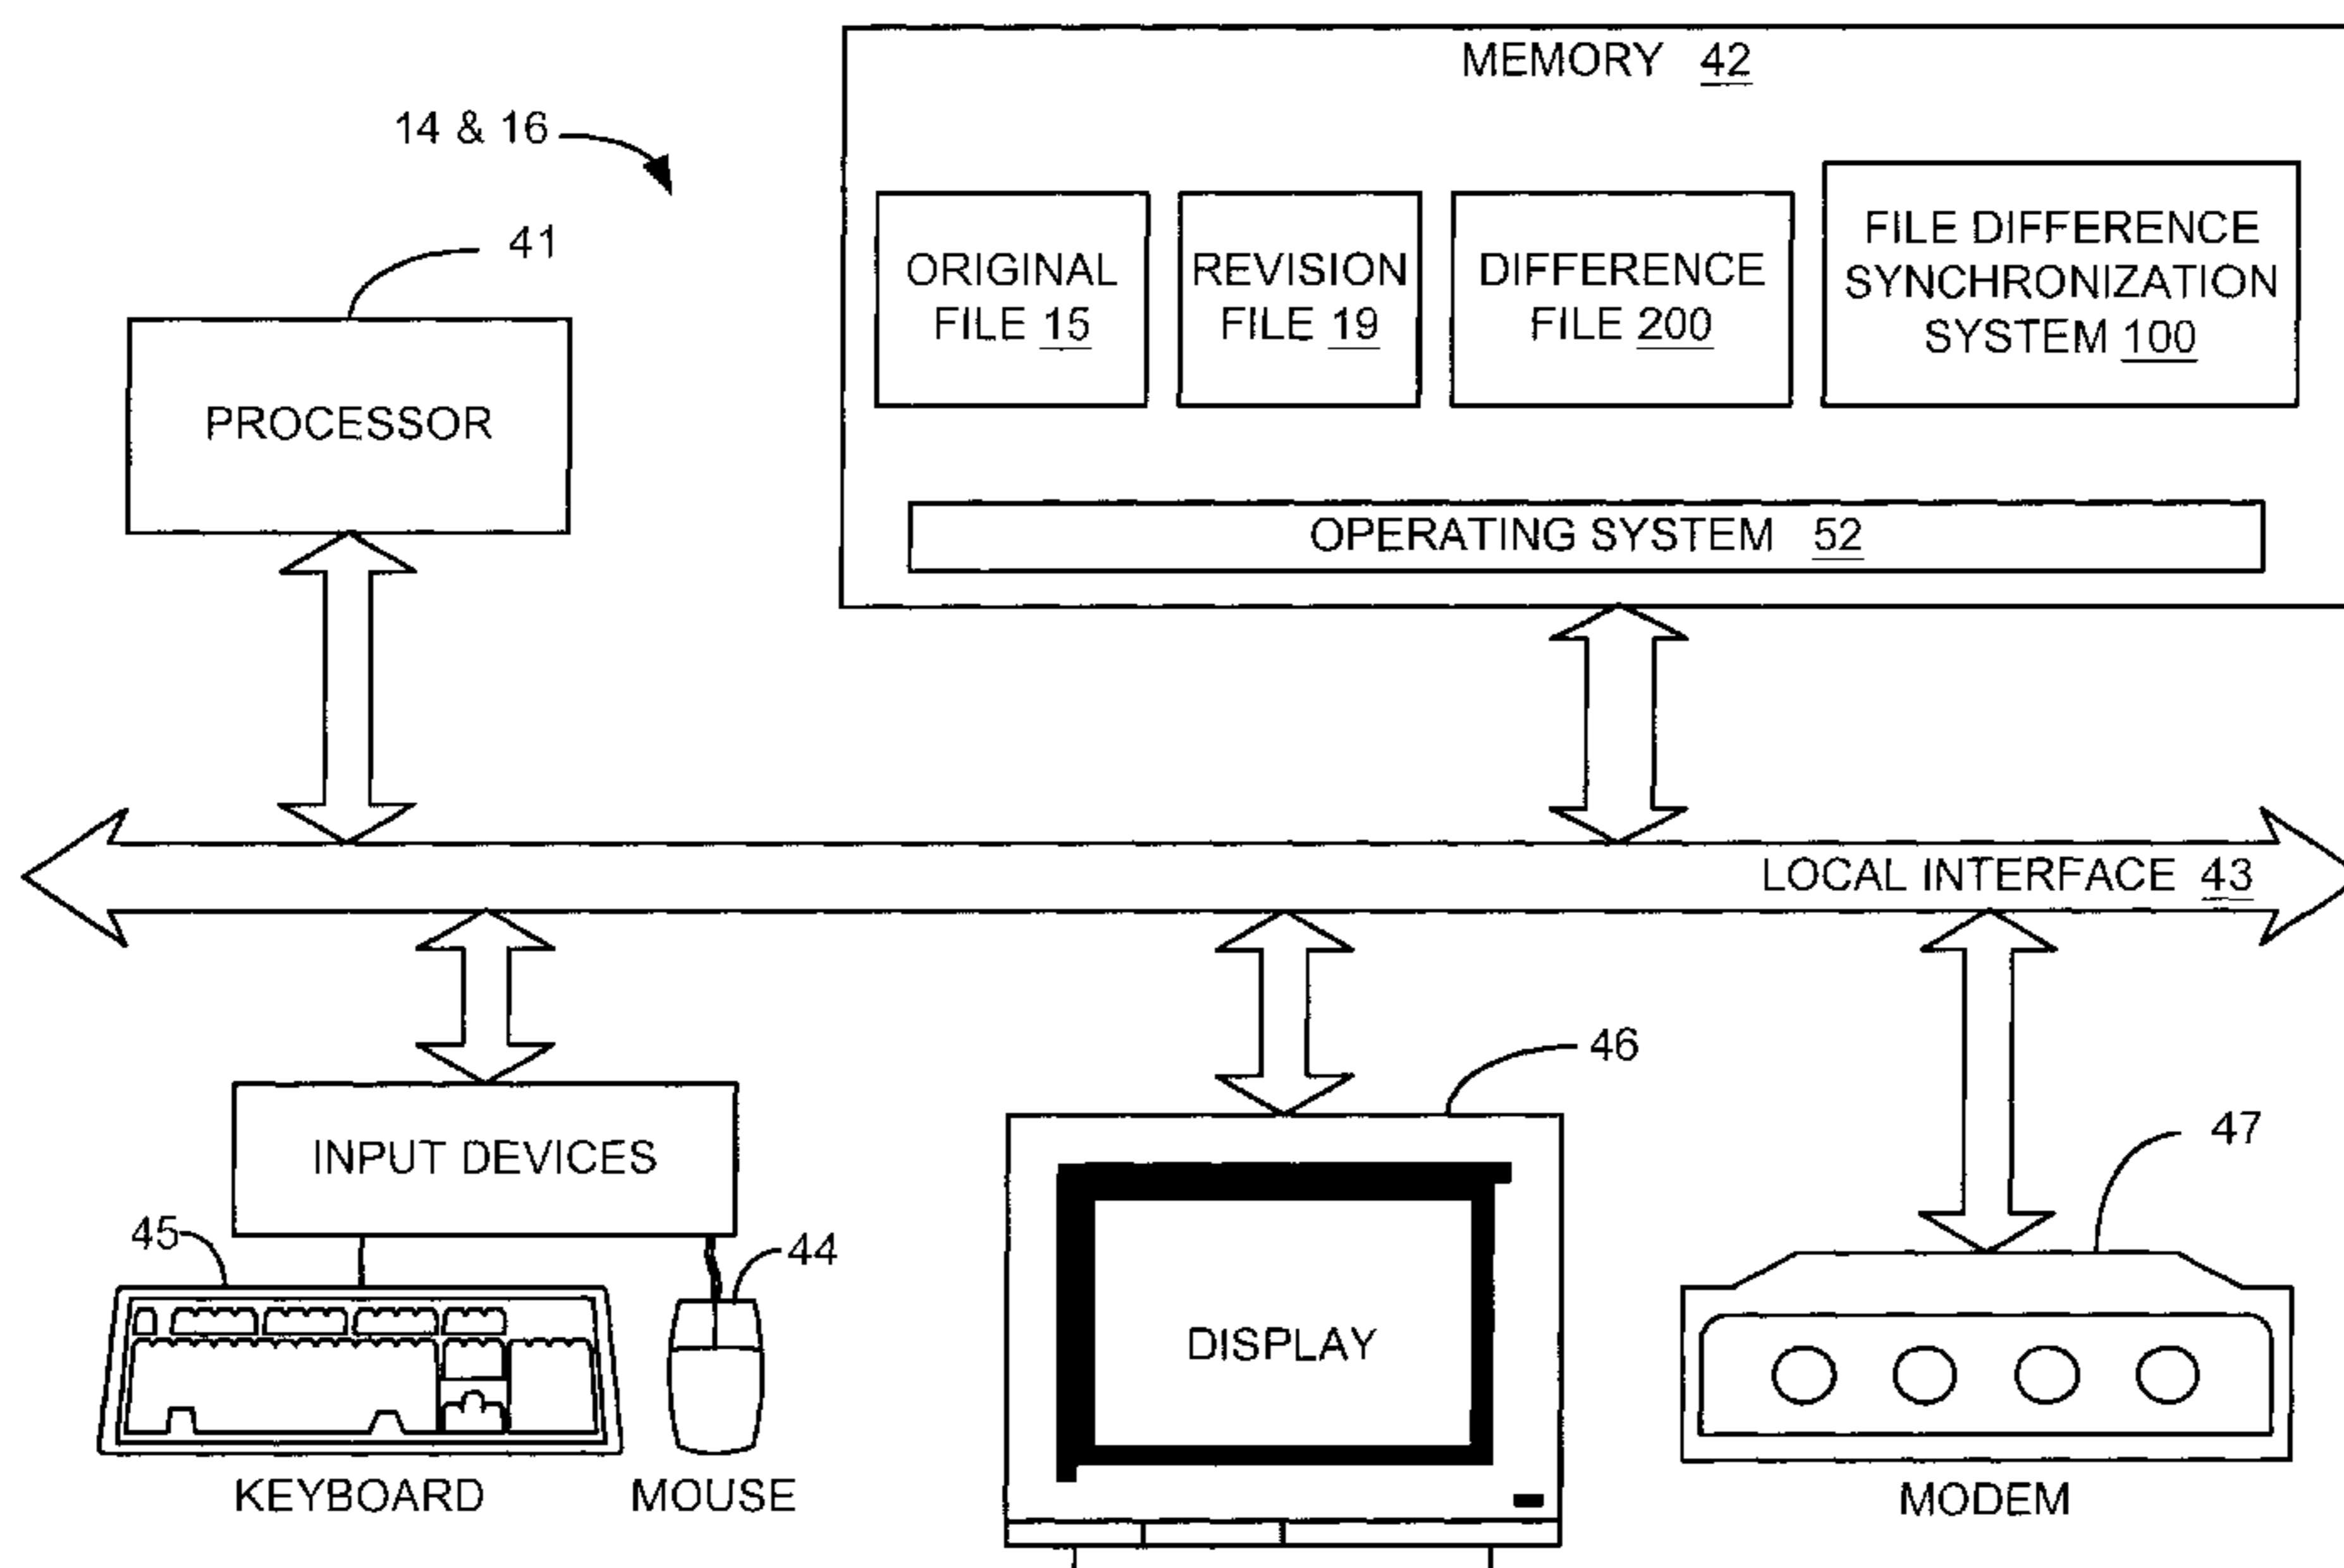 MEMORY 42
14 & 16
41
ORIGINAL
FILE 15
REVISION
FILE 19
DIFFERENCE
FILE 200
FILE DIFFERENCE
SYNCHRONIZATION
SYSTEM 100
PROCESSOR
OPERATING SYSTEM 52
LOCAL INTERFACE 43
46
47
INPUT DEVICES
45
44
DISPLAY
KEYBOARD
MOUSE
MODEM